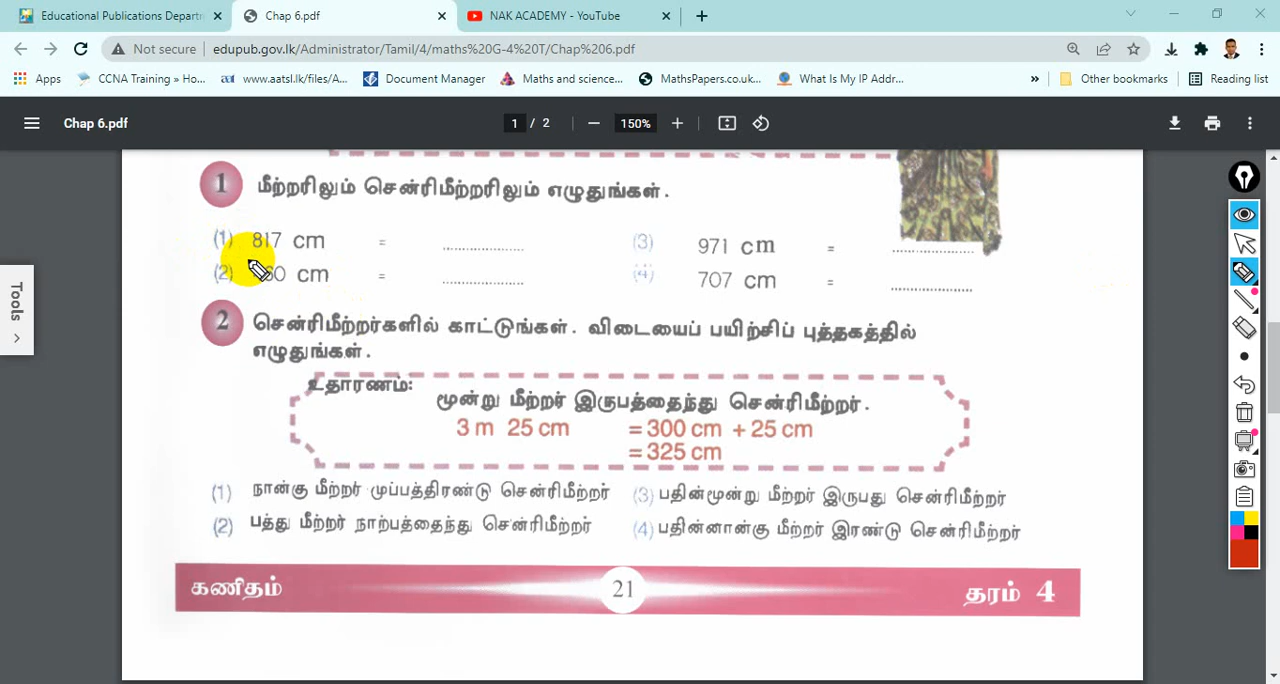 Educational Publications Departm
Chap 6.pdf
NAK ACADEMY - YouTube
Not secure
edupub.gov.lk/Administrator/Tamil/4/maths%20G-4%20T/Chap%206.pdf
Apps
CCNA Training » Ho...
www.aatsl.lk/files/A...
Document Manager
Maths and science...
MathsPapers.co.uk...
What Is My IP Addr...
»
Other bookmarks
Reading list
Chap 6.pdf
1 / 2
150%
1 மீற்றரிலும் சென்ரிமீற்றரிலும் எழுதுங்கள்.
(1) 817 cm = ................ (3) 971 cm = ................
(2) cm = ................ (4) 707 cm = ................
2 சென்ரிமீற்றர்களில் காட்டுங்கள். விடையைப் பயிற்சிப் புத்தகத்தில்
எழுதுங்கள்.
உதாரணம்:
மூன்று மீற்றர் இருபத்தைந்து சென்ரிமீற்றர்.
3 m 25 cm = 300 cm + 25 cm
= 325 cm
(1) நான்கு மீற்றர் முப்பத்திரண்டு சென்ரிமீற்றர் (3) பதின்மூன்று மீற்றர் இருபது சென்ரிமீற்றர்
(2) பத்து மீற்றர் நாற்பத்தைந்து சென்ரிமீற்றர் (4) பதின்னான்கு மீற்றர் இரண்டு சென்ரிமீற்றர்
கணிதம் 21 தரம் 4
Tools